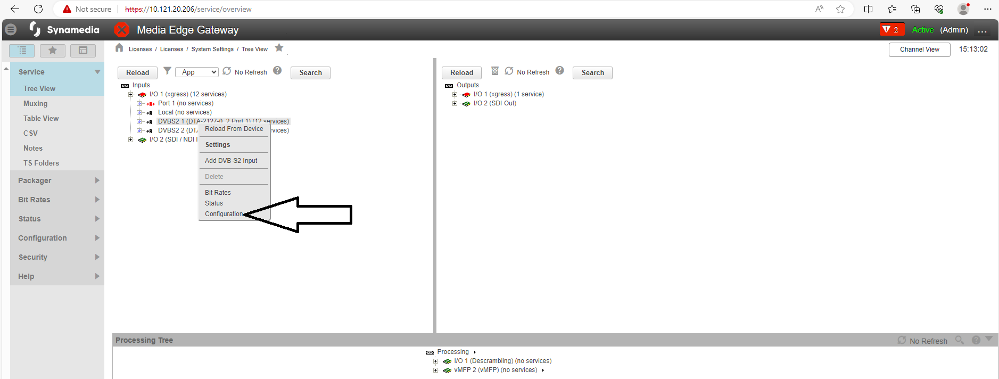 Not secure https://10.121.20.206/service/overview
Synamedia Media Edge Gateway 2 Active (Admin) ...
Licenses / Licenses / System Settings / Tree View
Channel View 15:13:02
Service
Tree View
Muxing
Table View
CSV
Notes
TS Folders
Packager
Bit Rates
Status
Configuration
Security
Help
Reload App No Refresh ? Search
Inputs
I/O 1 (xgress) (12 services)
Port 1 (no services)
Local (no services)
DVBS2 1 (DTA-2127-0, 2 Port 1) (12 services)
DVBS2 2 (DTA rvices)
I/O 2 (SDI / NDI I
Reload From Device
Settings
Add DVB-S2 Input
Delete
Bit Rates
Status
Configuration
Reload No Refresh ? Search
Outputs
I/O 1 (xgress) (1 service)
I/O 2 (SDI Out)
Processing Tree No Refresh ?
Processing
I/O 1 (Descrambling) (no services)
vMFP 2 (vMFP) (no services)